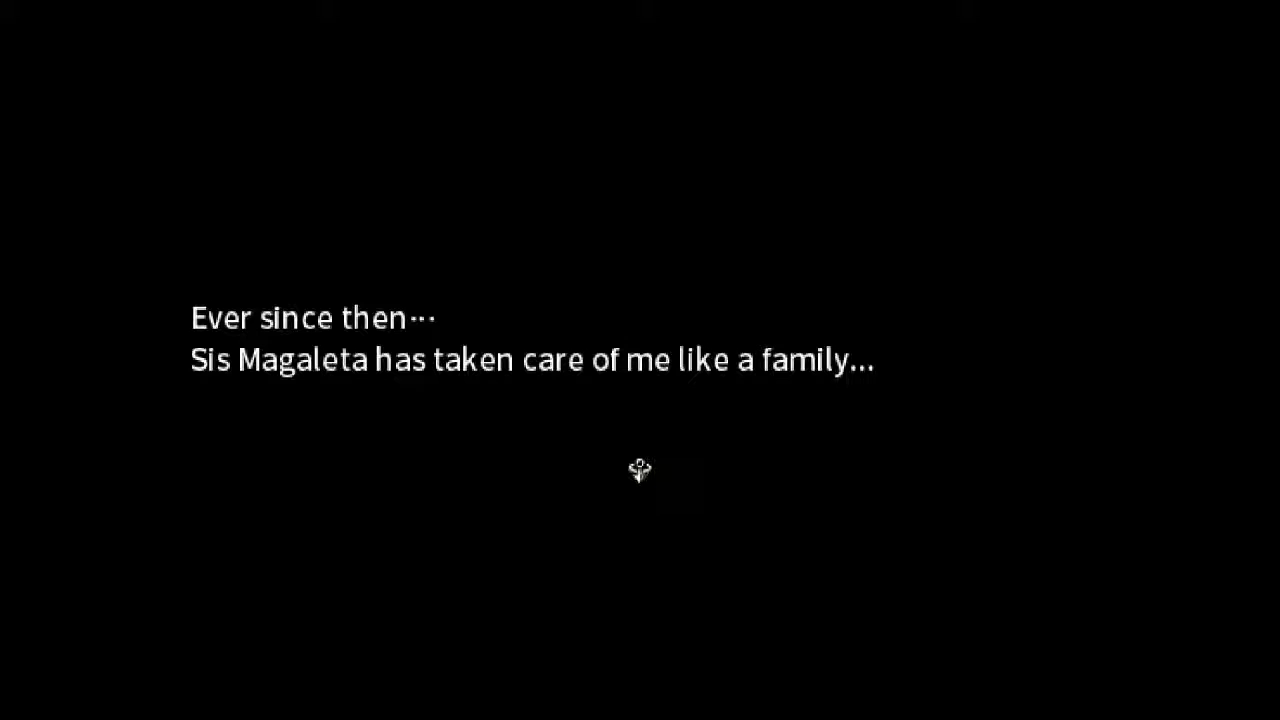 Ever since then···
Sis Magaleta has taken care of me like a family...